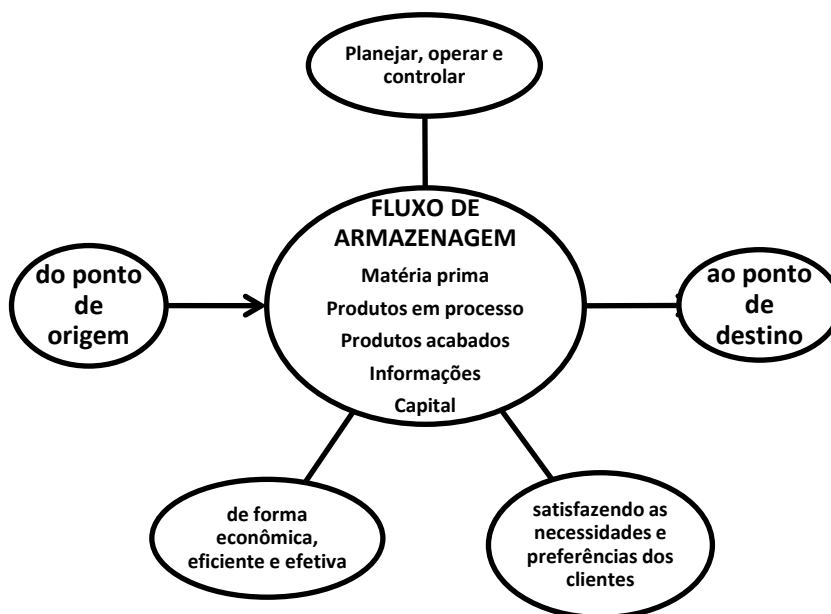 Planejar, operar e
controlar
FLUXO DE
ARMAZENAGEM
Matéria prima
Produtos em processo
Produtos acabados
Informações
Capital
do ponto
de
origem
ao ponto
de
destino
de forma
econômica,
eficiente e efetiva
satisfazendo as
necessidades e
preferências dos
clientes